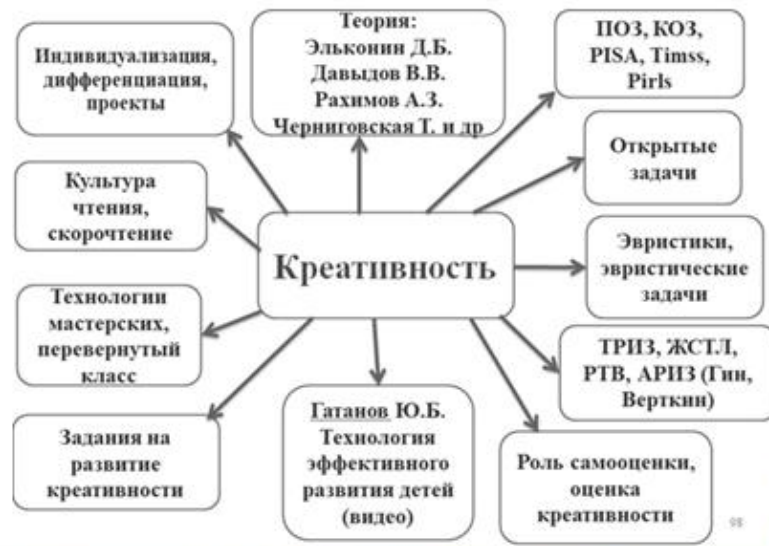 Индивидуализация,
дифференциация,
проекты
Теория:
Эльконин Д.Б.
Давыдов В.В.
Рахимов А.З.
Черниговская Т. и др
ПОЗ, КОЗ,
PISA, Timss,
Pirls
Открытые
задачи
Культура
чтения,
скорочтение
Креативность
Эвристики,
эвристические
задачи
Технологии
мастерских,
перевернутый
класс
ТРИЗ, ЖСТЛ,
РТВ, АРИЗ (Гин,
Верткин)
Задания на
развитие
креативности
Гатанов Ю.Б.
Технология
эффективного
развития детей
(видео)
Роль самооценки,
оценка
креативности